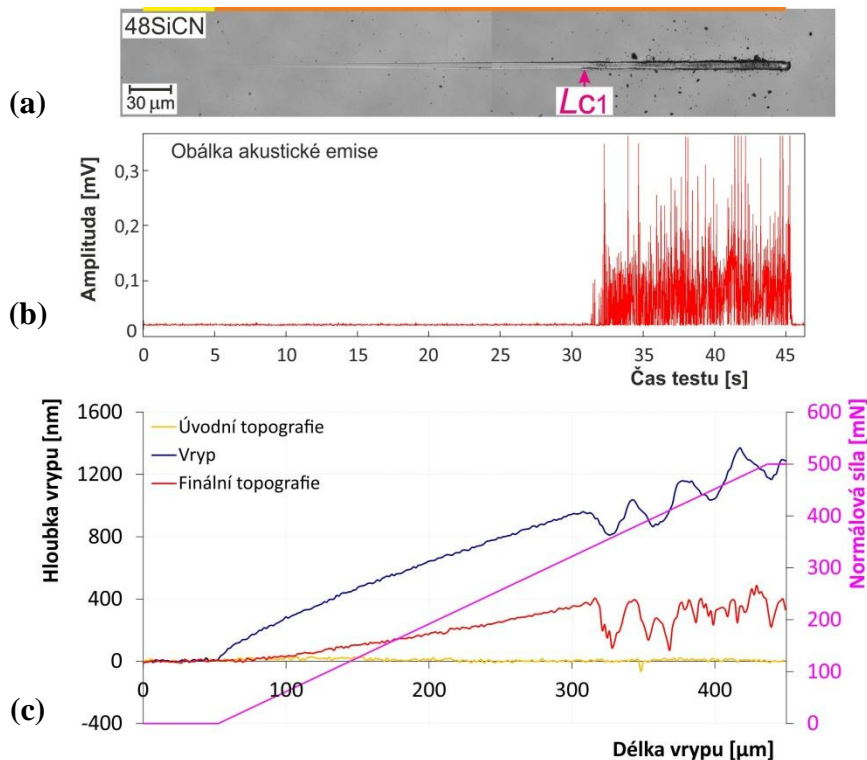 48SiCN
30 µm
LC1
(a)
Obálka akustické emise
Amplituda [mV]
0,3
0,2
0,1
0
(b)
0 5 10 15 20 25 30 35 40 45
Čas testu [s]
Hloubka vrypu [nm]
1600
1200
800
400
0
-400
Úvodní topografie
Vryp
Finální topografie
600
500
400
300
200
100
0
Normálová síla [mN]
0 100 200 300 400
(c)
Délka vrypu [µm]